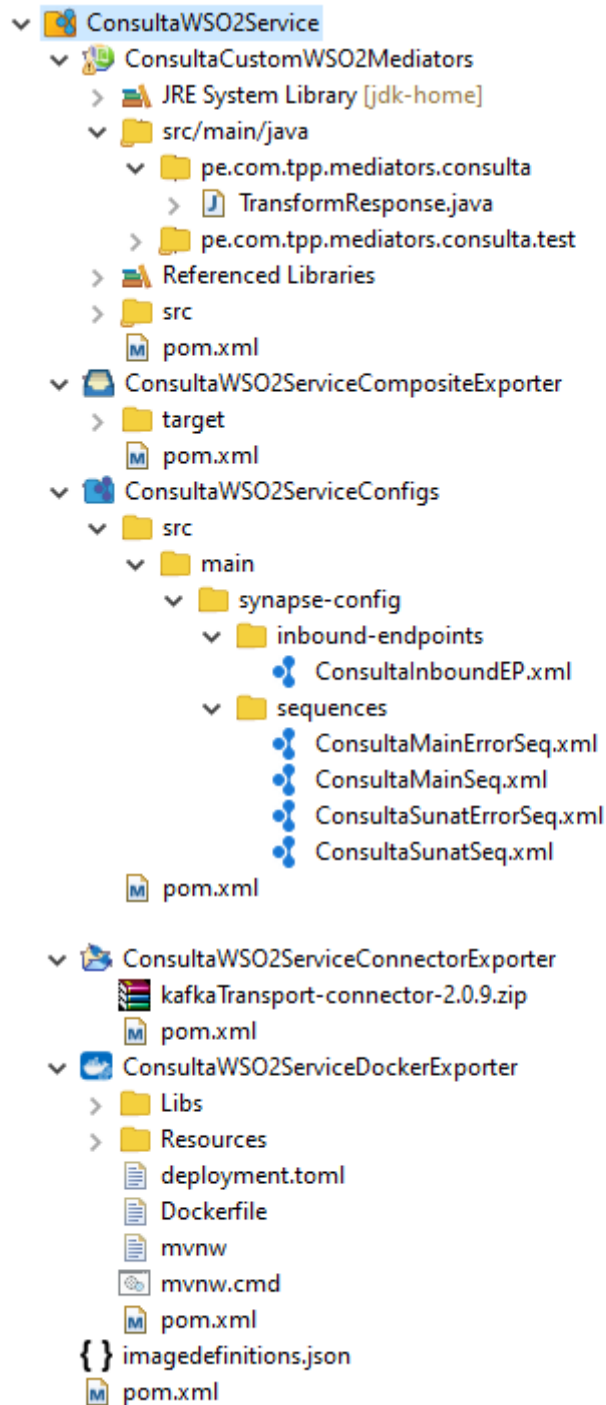 ConsultaWSO2Service
ConsultaCustomWSO2Mediators
JRE System Library [jdk-home]
src/main/java
pe.com.tpp.mediators.consulta
TransformResponse.java
pe.com.tpp.mediators.consulta.test
Referenced Libraries
src
pom.xml
ConsultaWSO2ServiceCompositeExporter
target
pom.xml
ConsultaWSO2ServiceConfigs
src
main
synapse-config
inbound-endpoints
ConsultaInboundEP.xml
sequences
ConsultaMainErrorSeq.xml
ConsultaMainSeq.xml
ConsultaSunatErrorSeq.xml
ConsultaSunatSeq.xml
pom.xml
ConsultaWSO2ServiceConnectorExporter
kafkaTransport-connector-2.0.9.zip
pom.xml
ConsultaWSO2ServiceDockerExporter
Libs
Resources
deployment.toml
Dockerfile
mvnw
mvnw.cmd
pom.xml
imagedefinitions.json
pom.xml